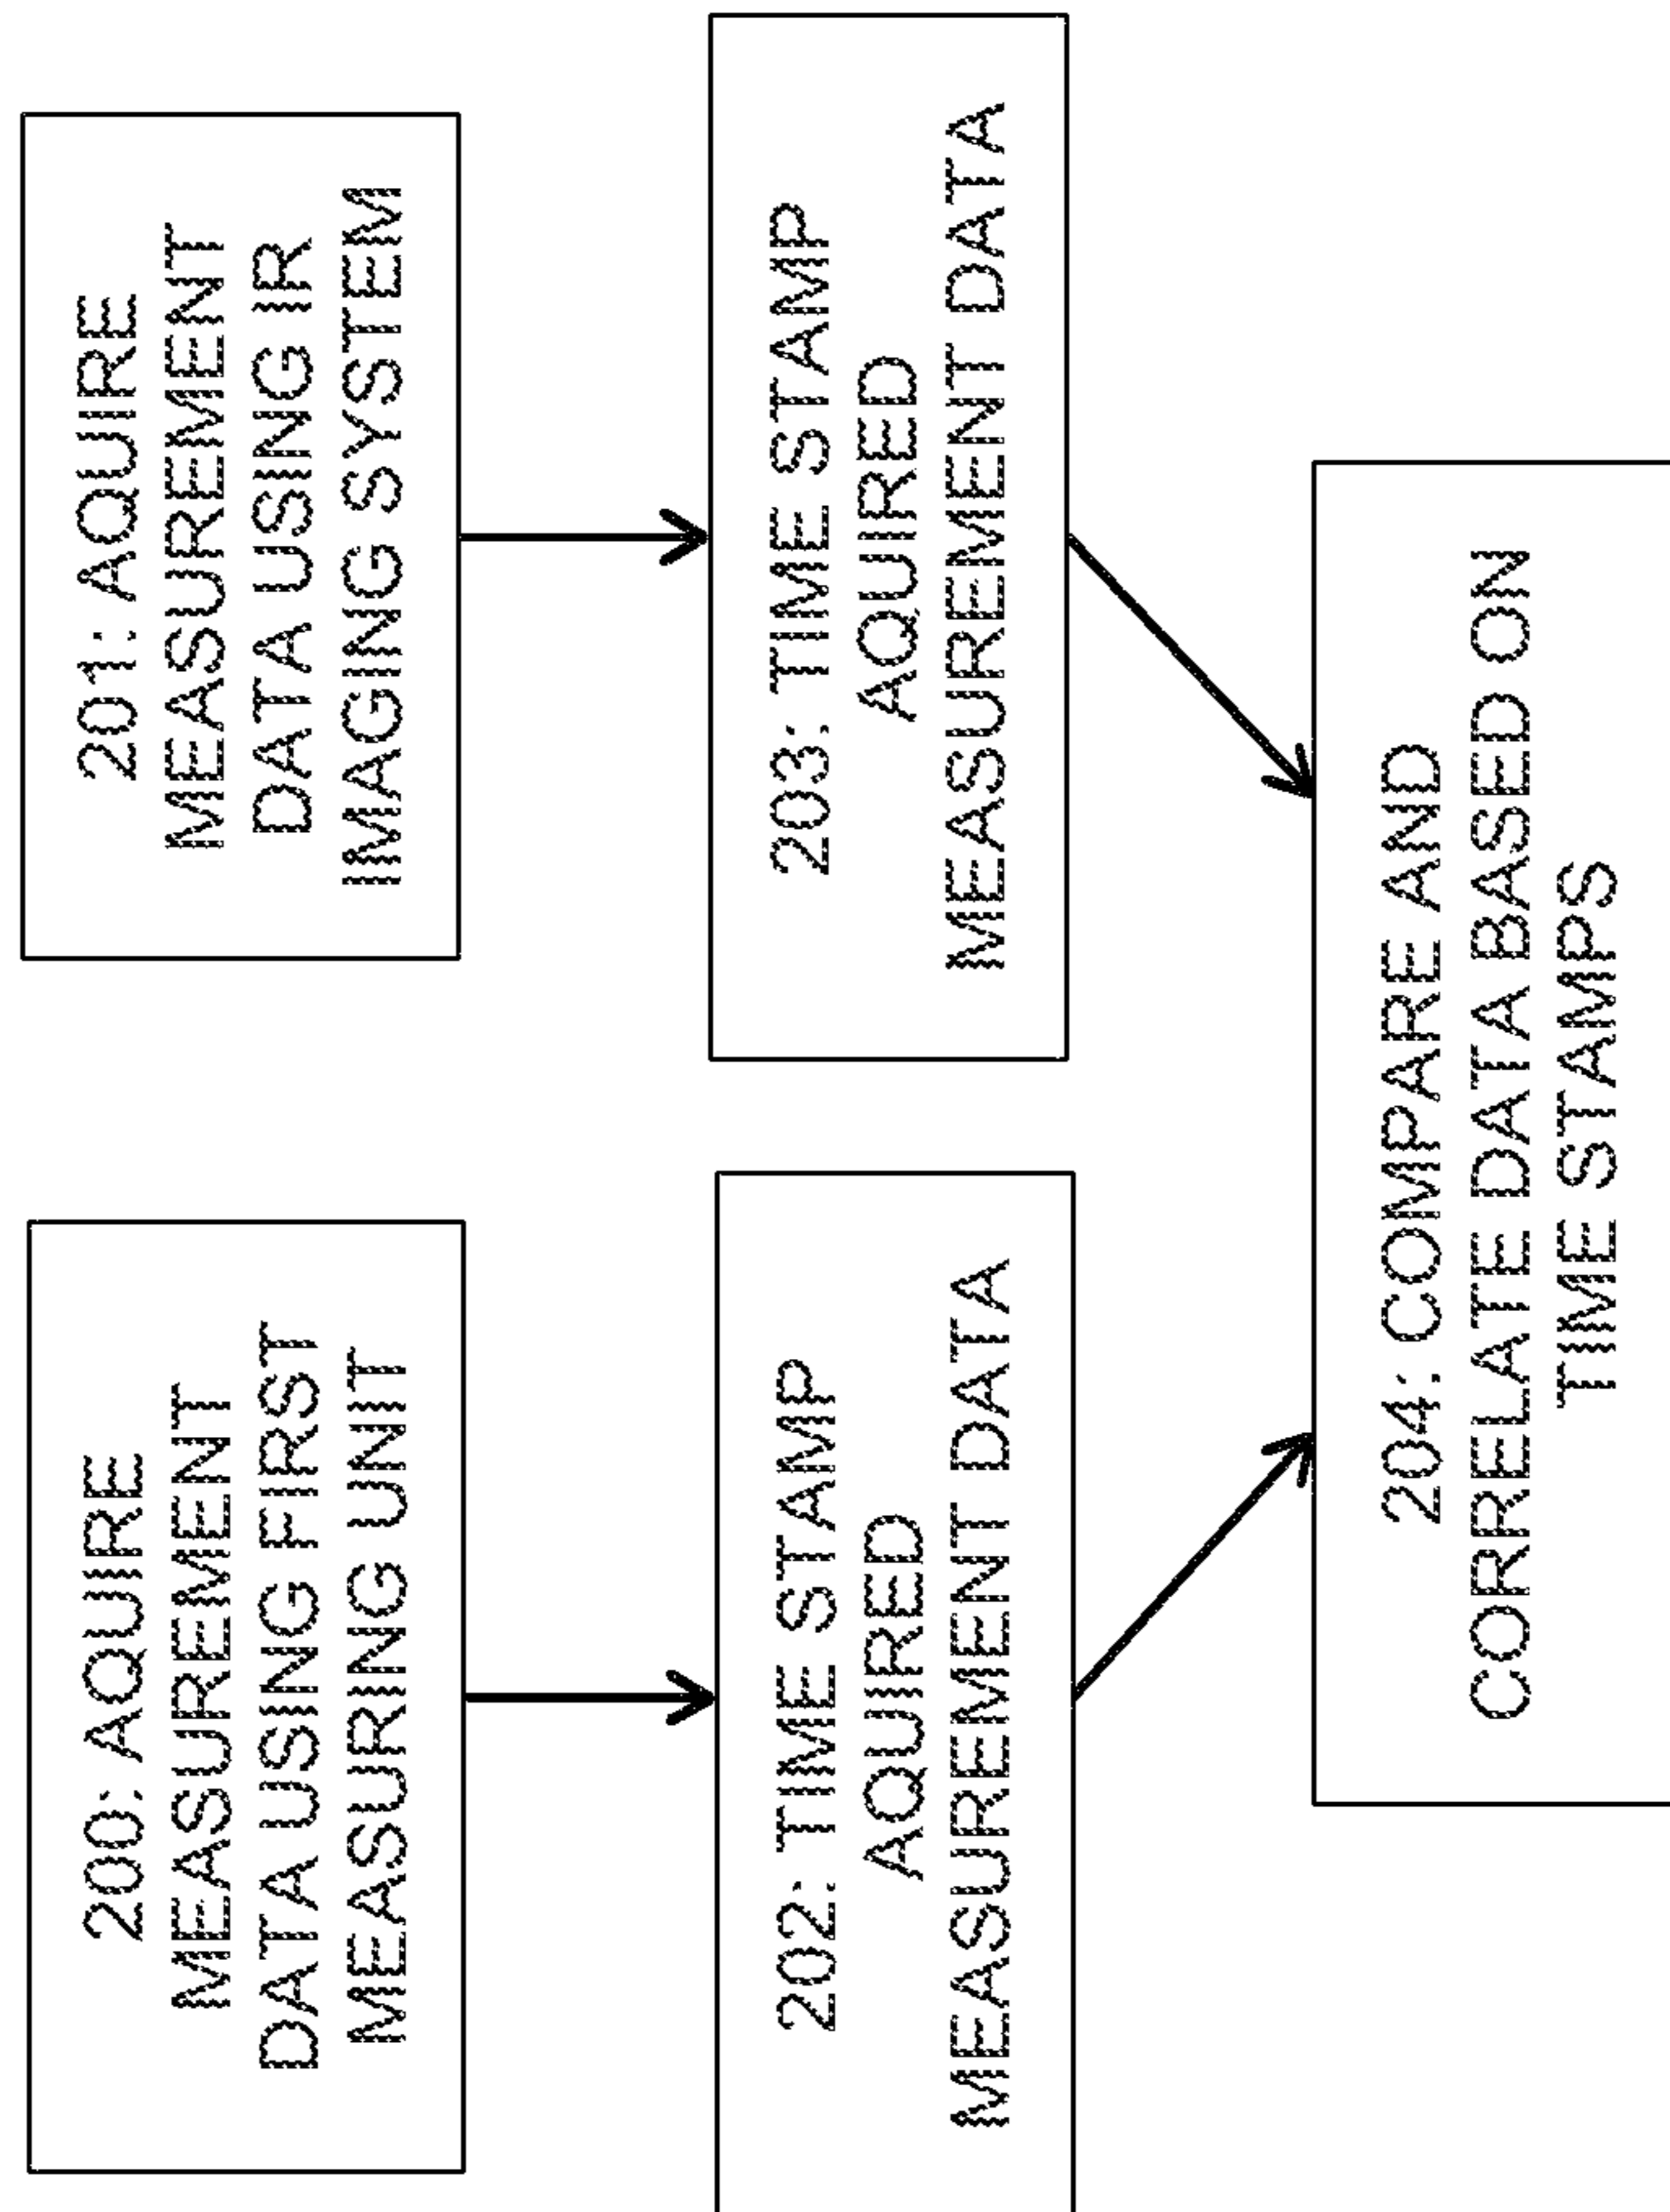 200: AQUIRE
MEASUREMENT
DATA USING FIRST
MEASURING UNIT
201: AQUIRE
MEASUREMENT
DATA USING IR
IMAGING SYSTEM
202: TIME STAMP
AQUIRED
MEASUREMENT DATA
203: TIME STAMP
AQUIRED
MEASUREMENT DATA
204: COMPARE AND
CORRELATE DATA BASED ON
TIME STAMPS